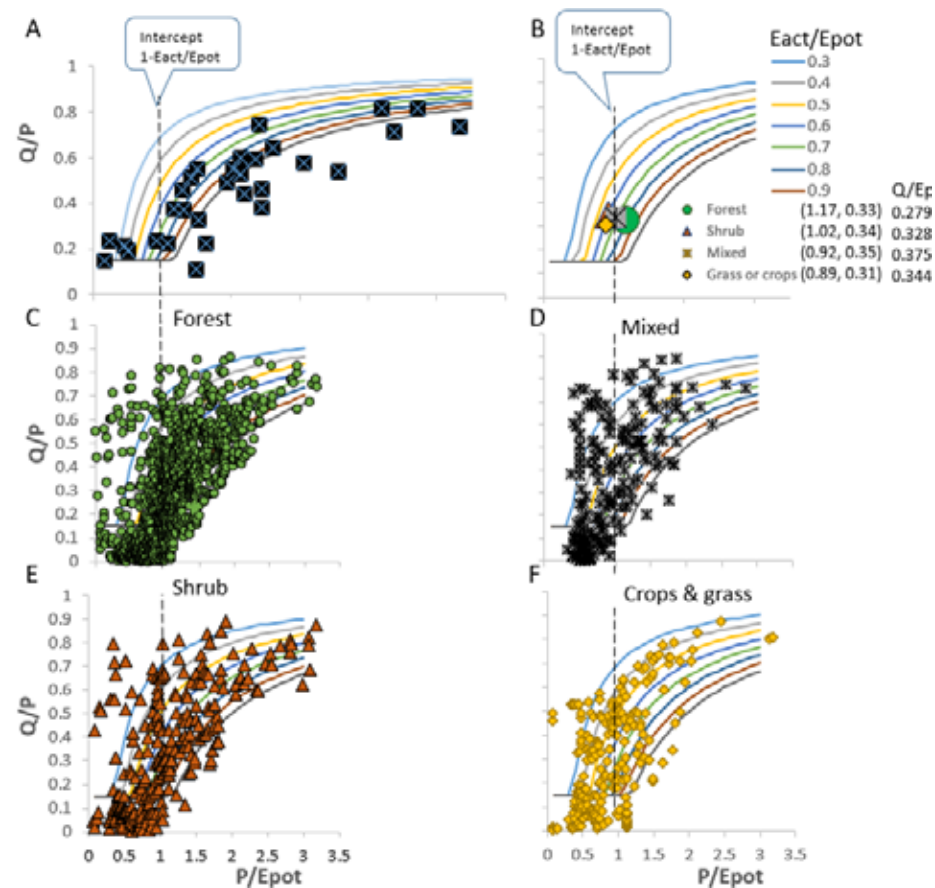 A
Intercept
1-Eact/Epot
Q/P
1
0.8
0.6
0.4
0.2
0
B
Intercept
1-Eact/Epot
Eact/Epot
0.3
0.4
0.5
0.6
0.7
0.8
0.9
Q/Ep
Forest (1.17, 0.33) 0.279
Shrub (1.02, 0.34) 0.328
Mixed (0.92, 0.35) 0.375
Grass or crops (0.89, 0.31) 0.344
C
Forest
Q/P
1
0.9
0.8
0.7
0.6
0.5
0.4
0.3
0.2
0.1
0
D
Mixed
E
Shrub
Q/P
1
0.9
0.8
0.7
0.6
0.5
0.4
0.3
0.2
0.1
0
0 0.5 1 1.5 2 2.5 3 3.5
P/Epot
F
Crops & grass
0 0.5 1 1.5 2 2.5 3 3.5
P/Epot